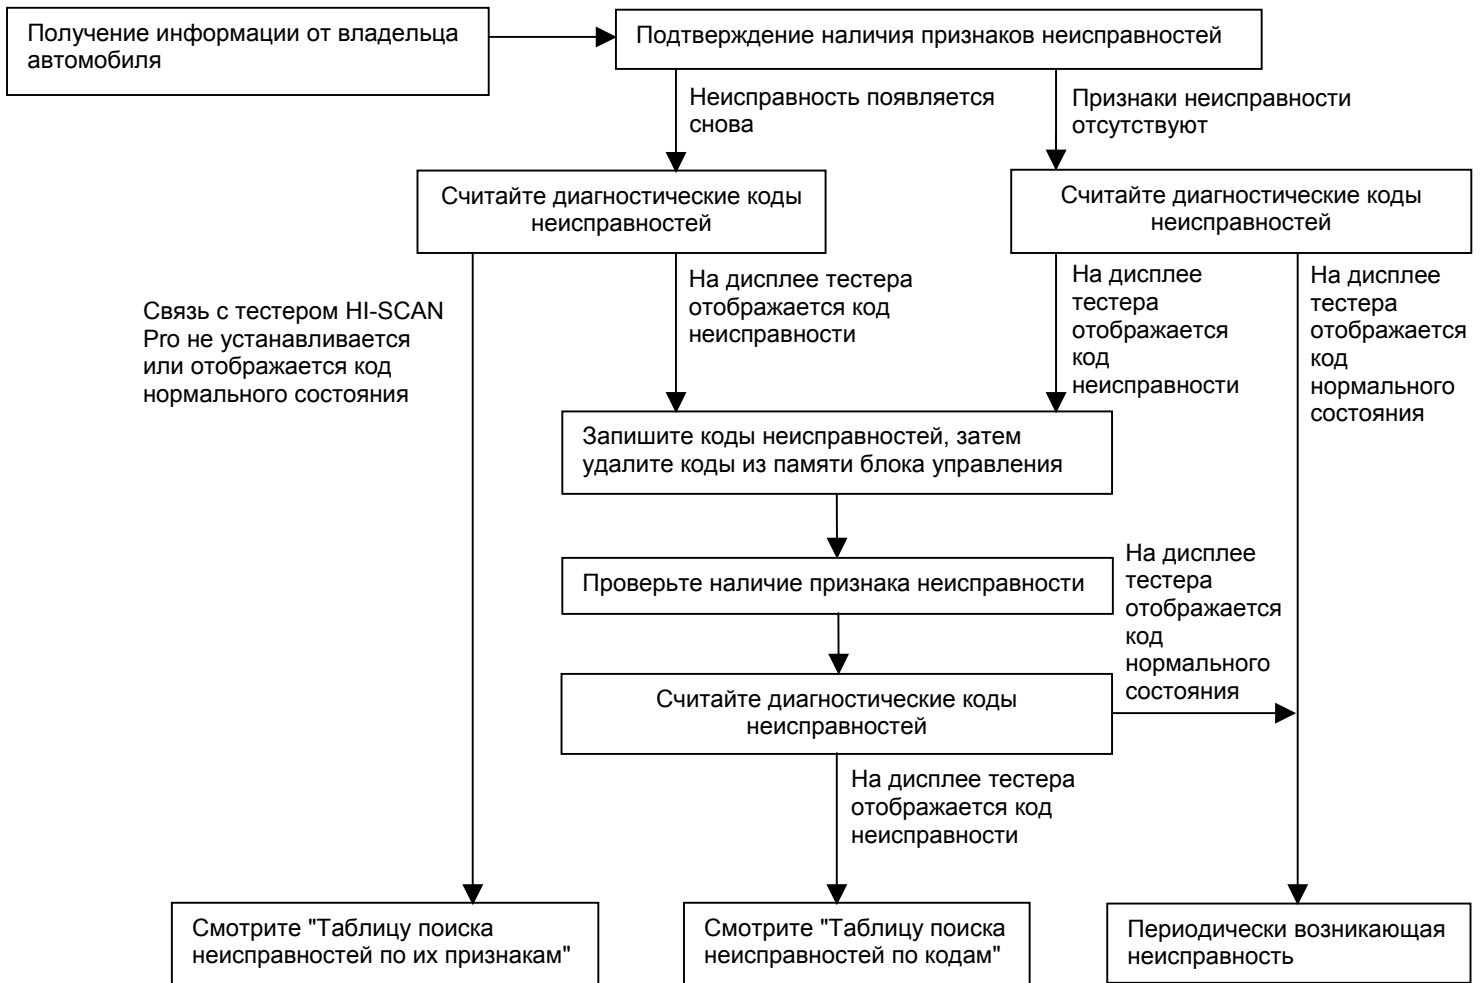 Получение информации от владельца
автомобиля
Подтверждение наличия признаков неисправностей
Неисправность появляется
снова
Признаки неисправности
отсутствуют
Считайте диагностические коды
неисправностей
Считайте диагностические коды
неисправностей
Связь с тестером HI-SCAN
Pro не устанавливается
или отображается код
нормального состояния
На дисплее тестера
отображается код
неисправности
На дисплее
тестера
отображается
код
неисправности
На дисплее
тестера
отображается
код
нормального
состояния
Запишите коды неисправностей, затем
удалите коды из памяти блока управления
Проверьте наличие признака неисправности
На дисплее
тестера
отображается
код
нормального
состояния
Считайте диагностические коды
неисправностей
На дисплее тестера
отображается код
неисправности
Смотрите "Таблицу поиска
неисправностей по их признакам"
Смотрите "Таблицу поиска
неисправностей по кодам"
Периодически возникающая
неисправность